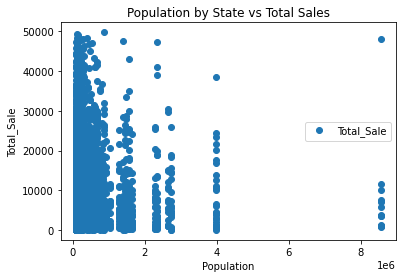 Population by State vs Total Sales
50000
40000
30000
20000
10000
0
Total_Sale
Total_Sale
0
2
4
6
8
1e6
Population